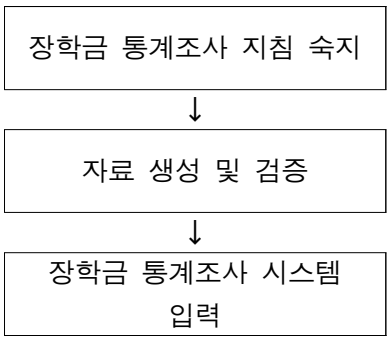 장학금 통계조사 지침 숙지
↓
자료 생성 및 검증
↓
장학금 통계조사 시스템
입력